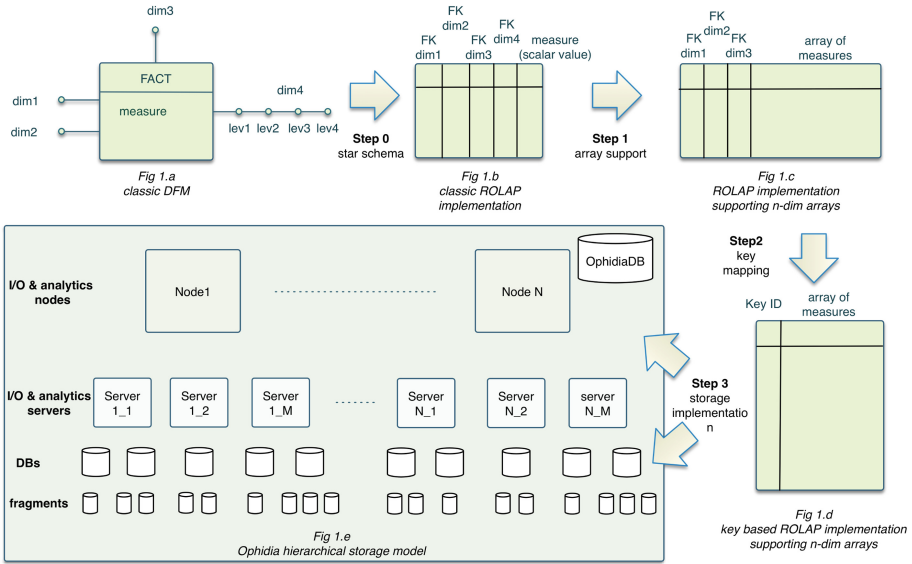 dim3
FACT
measure
dim1
dim2
dim4
lev1 lev2 lev3 lev4
Fig 1.a
classic DFM
Step 0
star schema
FK
dim1
FK
dim2
FK
dim3
FK
dim4
measure
(scalar value)
Fig 1.b
classic ROLAP
implementation
Step 1
array support
FK
dim1
FK
dim2
FK
dim3
array of
measures
Fig 1.c
ROLAP implementation
supporting n-dim arrays
Step2
key
mapping
Key ID
array of
measures
Fig 1.d
key based ROLAP implementation
supporting n-dim arrays
Step 3
storage
implementatio
n
OphidiaDB
I/O & analytics
nodes
Node1
Node N
I/O & analytics
servers
Server
1_1
Server
1_2
Server
1_M
Server
N_1
Server
N_2
server
N_M
DBs
fragments
Fig 1.e
Ophidia hierarchical storage model